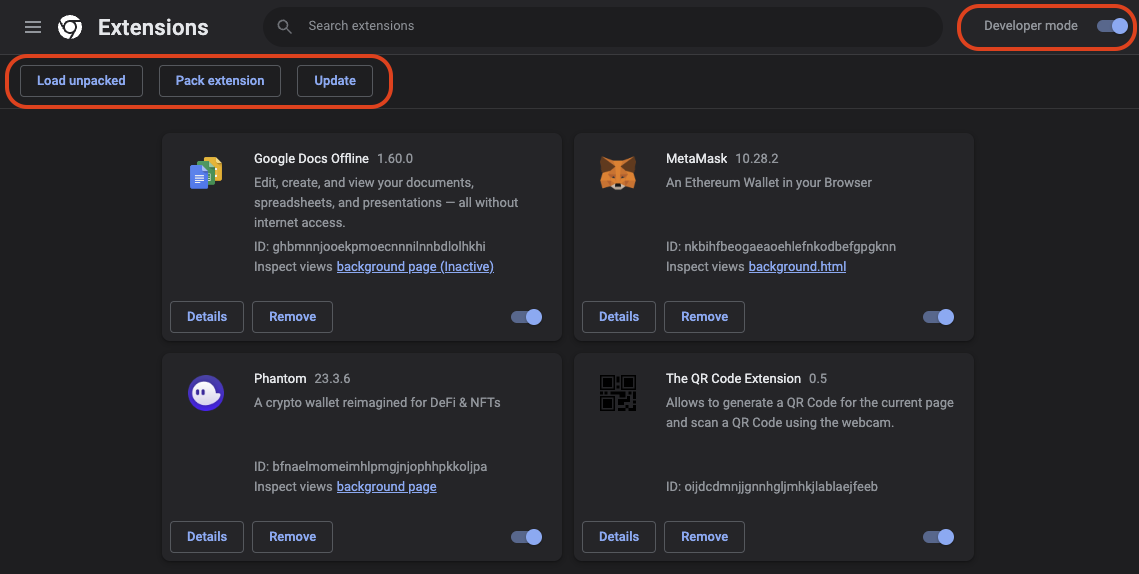 Extensions
Search extensions
Developer mode
Load unpacked
Pack extension
Update
Google Docs Offline 1.60.0
Edit, create, and view your documents,
spreadsheets, and presentations — all without
internet access.
ID: ghbmnnjooekpmoecnnnilnnbdlolhkhi
Inspect views background page (Inactive)
Details
Remove
MetaMask 10.28.2
An Ethereum Wallet in your Browser
ID: nkbihfbeogaeaoehlefnkodbefgpgknn
Inspect views background.html
Details
Remove
Phantom 23.3.6
A crypto wallet reimagined for DeFi & NFTs
ID: bfnaelmomeimhlpmgjnjophhpkkoljpa
Inspect views background page
Details
Remove
The QR Code Extension 0.5
Allows to generate a QR Code for the current page
and scan a QR Code using the webcam.
ID: oijdcdmnjjgnnhgljmhkjlablaejfeeb
Details
Remove